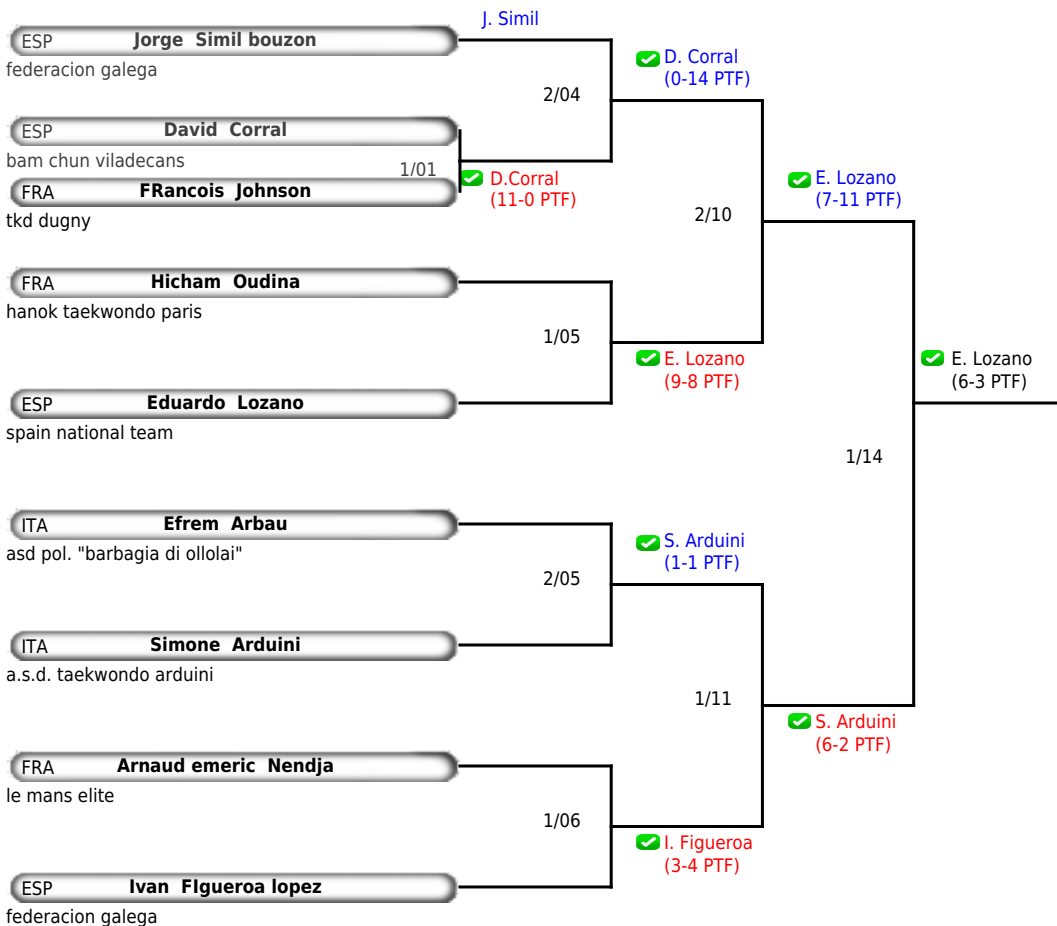 J. Simil
ESP Jorge Simil bouzon
federacion galega
D. Corral
(0-14 PTF)
2/04
ESP David Corral
bam chun viladecans
1/01
D.Corral
(11-0 PTF)
FRA FRancois Johnson
tkd dugny
E. Lozano
(7-11 PTF)
2/10
FRA Hicham Oudina
hanok taekwondo paris
1/05
E. Lozano
(9-8 PTF)
E. Lozano
(6-3 PTF)
ESP Eduardo Lozano
spain national team
1/14
ITA Efrem Arbau
asd pol. "barbagia di ollolai"
S. Arduini
(1-1 PTF)
2/05
ITA Simone Arduini
a.s.d. taekwondo arduini
1/11
S. Arduini
(6-2 PTF)
FRA Arnaud emeric Nendja
le mans elite
1/06
I. Figueroa
(3-4 PTF)
ESP Ivan FIgueroa lopez
federacion galega